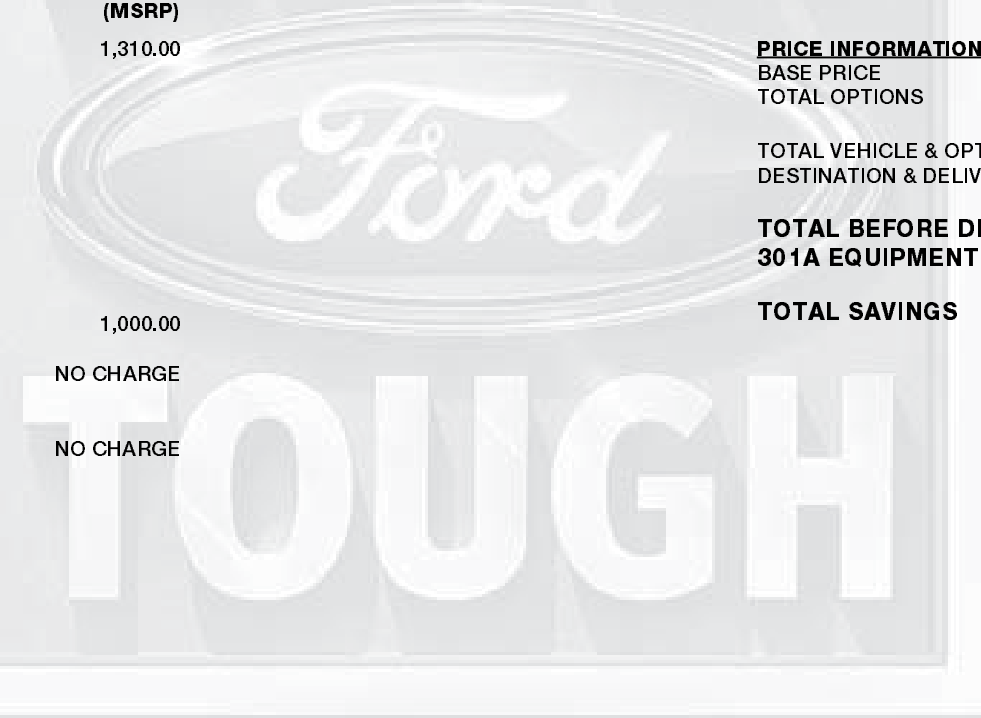 (MSRP)
1,310.00
1,000.00
NO CHARGE
NO CHARGE
Ford
TOUGH
PRICE INFORMATION
BASE PRICE
TOTAL OPTIONS
TOTAL VEHICLE & OPT
DESTINATION & DELIV
TOTAL BEFORE DI
301A EQUIPMENT
TOTAL SAVINGS